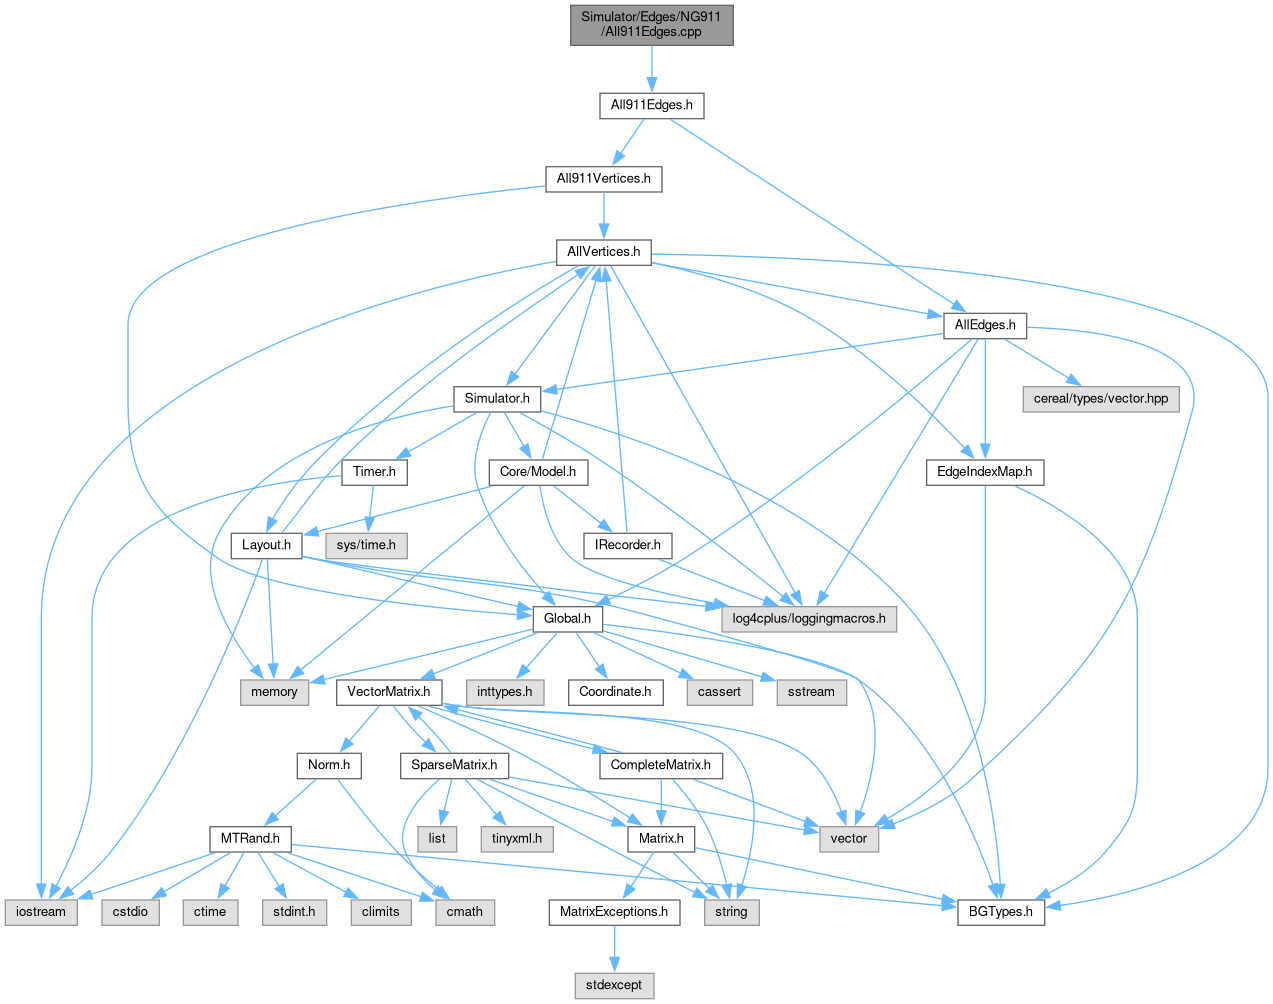 Simulator/Edges/NG911
/All911Edges.cpp
All911Edges.h
All911Vertices.h
AllVertices.h
AllEdges.h
Simulator.h
cereal/types/vector.hpp
Timer.h
Core/Model.h
EdgeIndexMap.h
Layout.h
sys/time.h
IRecorder.h
Global.h
log4cplus/loggingmacros.h
memory
VectorMatrix.h
inttypes.h
Coordinate.h
cassert
sstream
Norm.h
SparseMatrix.h
CompleteMatrix.h
MTRand.h
list
tinyxml.h
Matrix.h
vector
iostream
cstdio
ctime
stdint.h
climits
cmath
MatrixExceptions.h
string
BGTypes.h
stdexcept